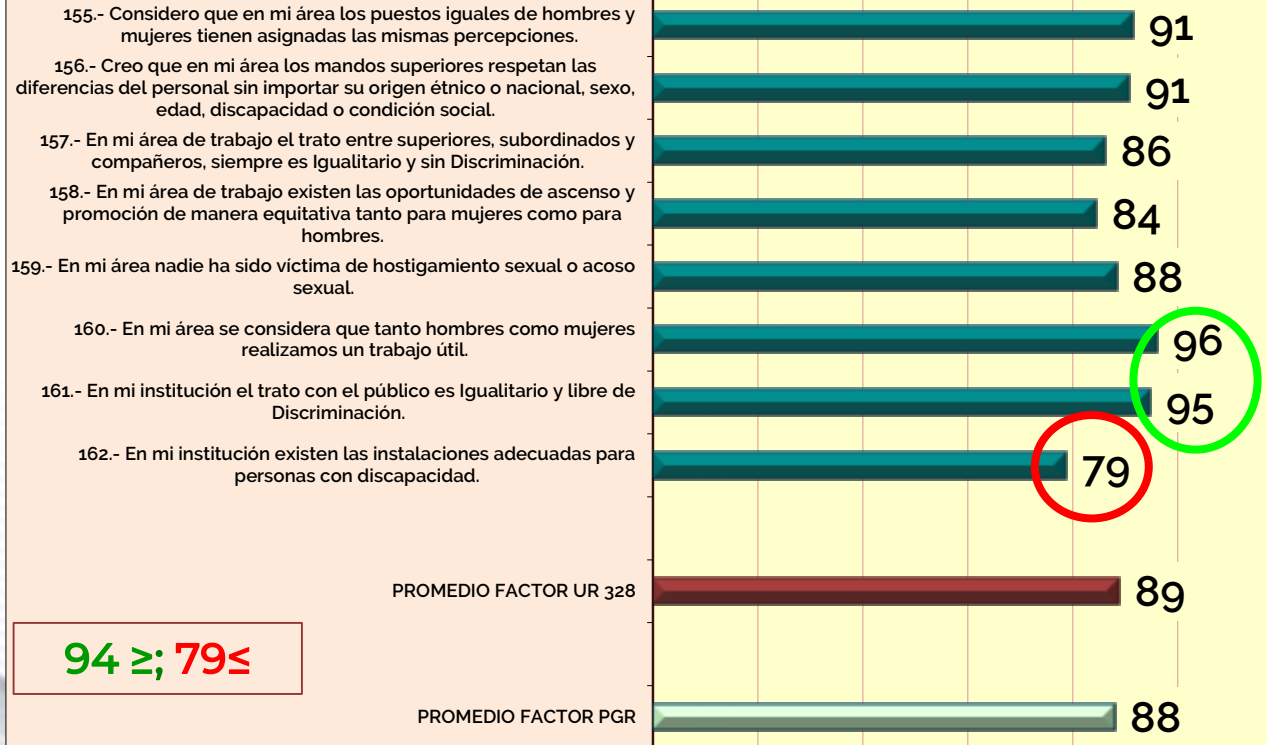 155.- Considero que en mi área los puestos iguales de hombres y
mujeres tienen asignadas las mismas percepciones.
91
156.- Creo que en mi área los mandos superiores respetan las
diferencias del personal sin importar su origen étnico o nacional, sexo,
edad, discapacidad o condición social.
91
157.- En mi área de trabajo el trato entre superiores, subordinados y
compañeros, siempre es Igualitario y sin Discriminación.
86
158.- En mi área de trabajo existen las oportunidades de ascenso y
promoción de manera equitativa tanto para mujeres como para
hombres.
84
159.- En mi área nadie ha sido víctima de hostigamiento sexual o acoso
sexual.
88
160.- En mi área se considera que tanto hombres como mujeres
realizamos un trabajo útil.
96
161.- En mi institución el trato con el público es Igualitario y libre de
Discriminación.
95
162.- En mi institución existen las instalaciones adecuadas para
personas con discapacidad.
79
PROMEDIO FACTOR UR 328
89
94 ≥; 79≤
PROMEDIO FACTOR PGR
88